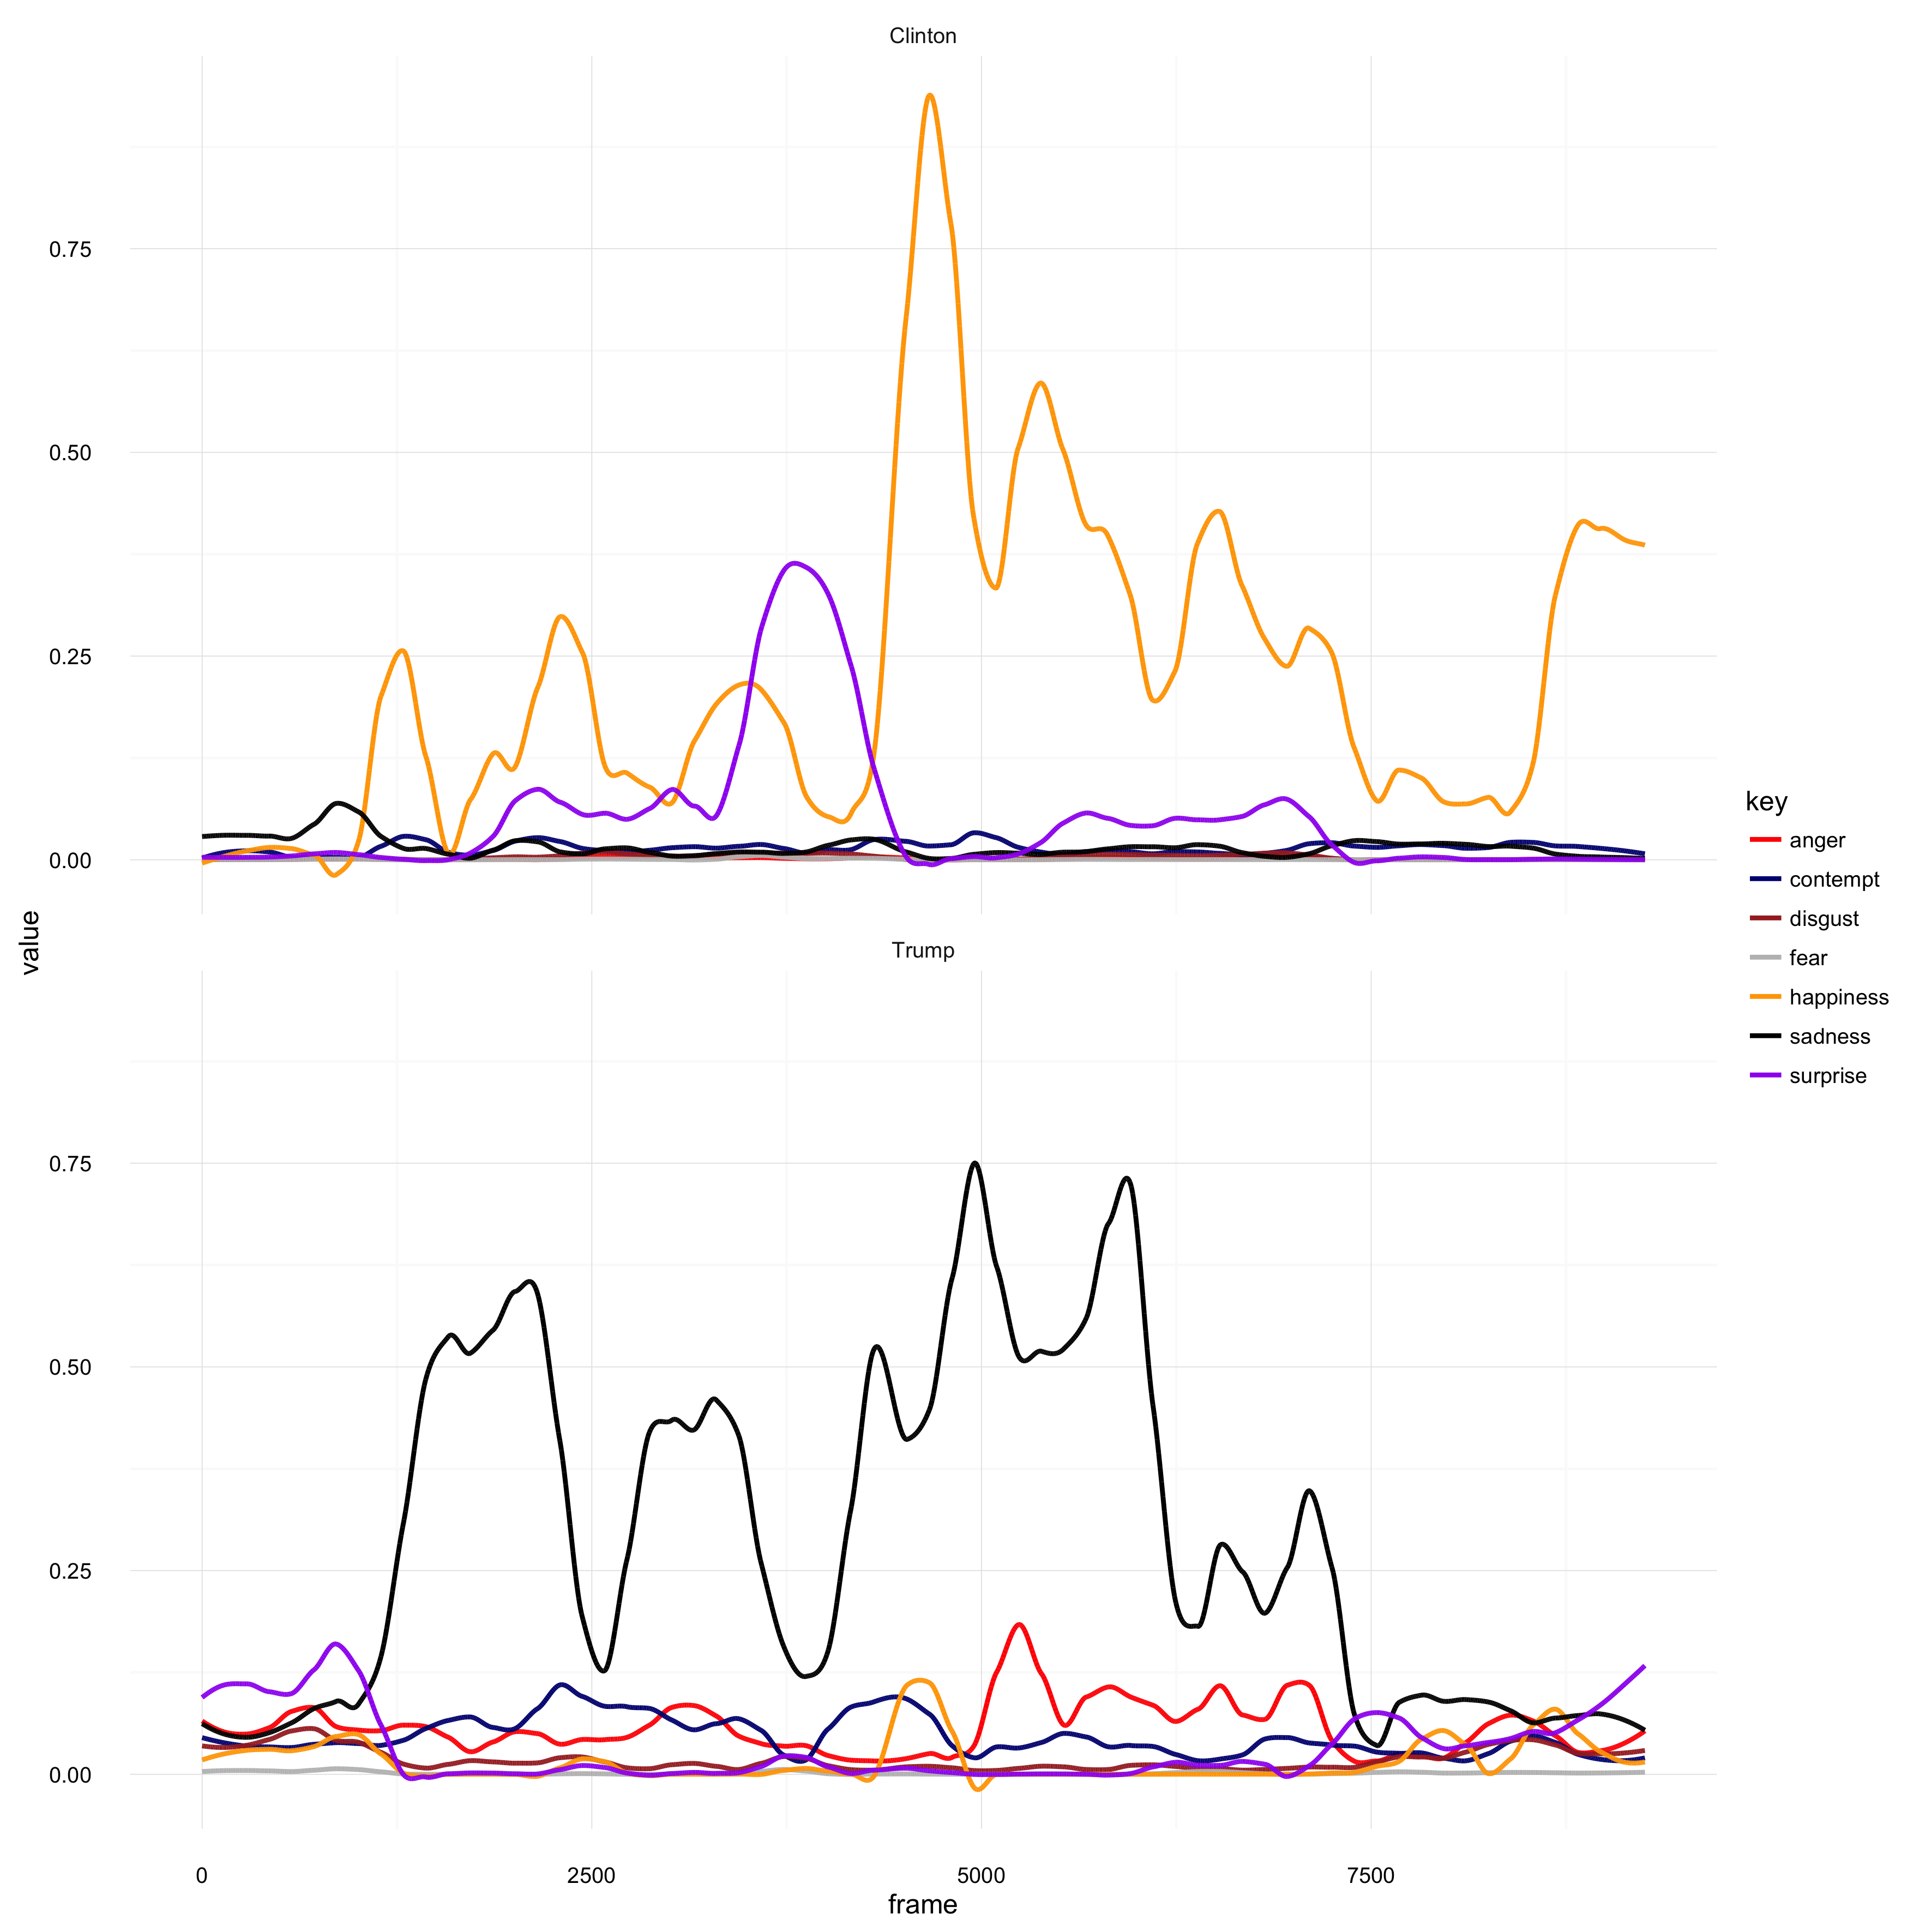 Clinton
0.75
0.50
0.25
0.00
value
Trump
0.75
0.50
0.25
0.00
0 2500 5000 7500
frame
key
anger
contempt
disgust
fear
happiness
sadness
surprise